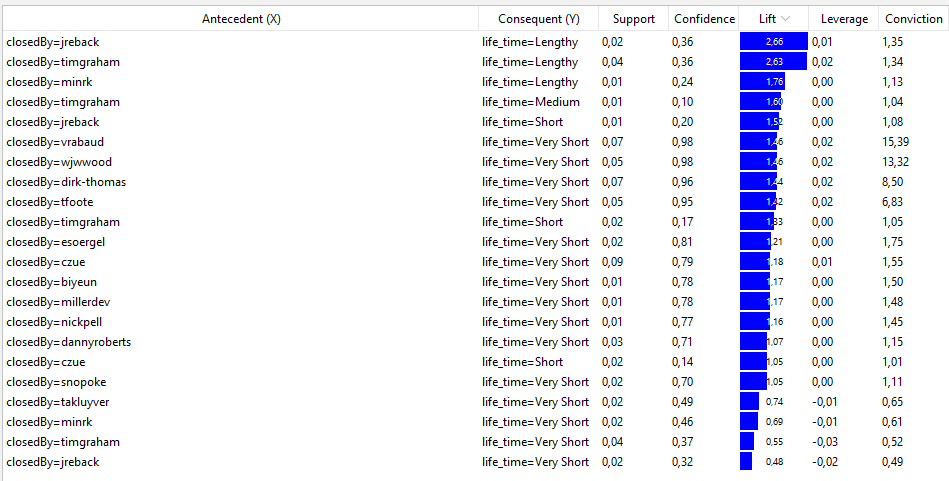 Antecedent (X) Consequent (Y) Support Confidence Lift Leverage Conviction
closedBy=jreback life_time=Lengthy 0,02 0,36 2,66 0,01 1,35
closedBy=timgraham life_time=Lengthy 0,04 0,36 2,63 0,02 1,34
closedBy=minrk life_time=Lengthy 0,01 0,24 1,76 0,00 1,13
closedBy=timgraham life_time=Medium 0,01 0,10 1,60 0,00 1,04
closedBy=jreback life_time=Short 0,01 0,20 1,52 0,00 1,08
closedBy=vrabaud life_time=Very Short 0,07 0,98 1,46 0,02 15,39
closedBy=wjwwood life_time=Very Short 0,05 0,98 1,46 0,02 13,32
closedBy=dirk-thomas life_time=Very Short 0,07 0,96 1,44 0,02 8,50
closedBy=tfoote life_time=Very Short 0,05 0,95 1,42 0,02 6,83
closedBy=timgraham life_time=Short 0,02 0,17 1,33 0,00 1,05
closedBy=esoergel life_time=Very Short 0,02 0,81 1,21 0,00 1,75
closedBy=czue life_time=Very Short 0,09 0,79 1,18 0,01 1,55
closedBy=biyeun life_time=Very Short 0,01 0,78 1,17 0,00 1,50
closedBy=millerdev life_time=Very Short 0,01 0,78 1,17 0,00 1,48
closedBy=nickpell life_time=Very Short 0,01 0,77 1,16 0,00 1,45
closedBy=dannyroberts life_time=Very Short 0,03 0,71 1,07 0,00 1,15
closedBy=czue life_time=Short 0,02 0,14 1,05 0,00 1,01
closedBy=snopoke life_time=Very Short 0,02 0,70 1,05 0,00 1,11
closedBy=takluyver life_time=Very Short 0,02 0,49 0,74 -0,01 0,65
closedBy=minrk life_time=Very Short 0,02 0,46 0,69 -0,01 0,61
closedBy=timgraham life_time=Very Short 0,04 0,37 0,55 -0,03 0,52
closedBy=jreback life_time=Very Short 0,02 0,32 0,48 -0,02 0,49